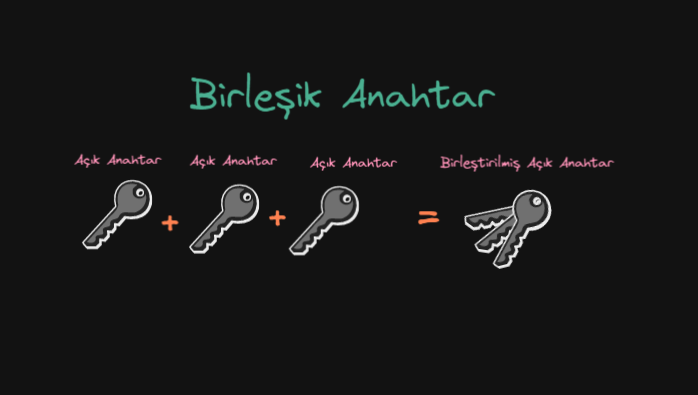 Birleşik Anahtar
Açık Anahtar Açık Anahtar Açık Anahtar Birleştirilmiş Açık Anahtar
+ + =